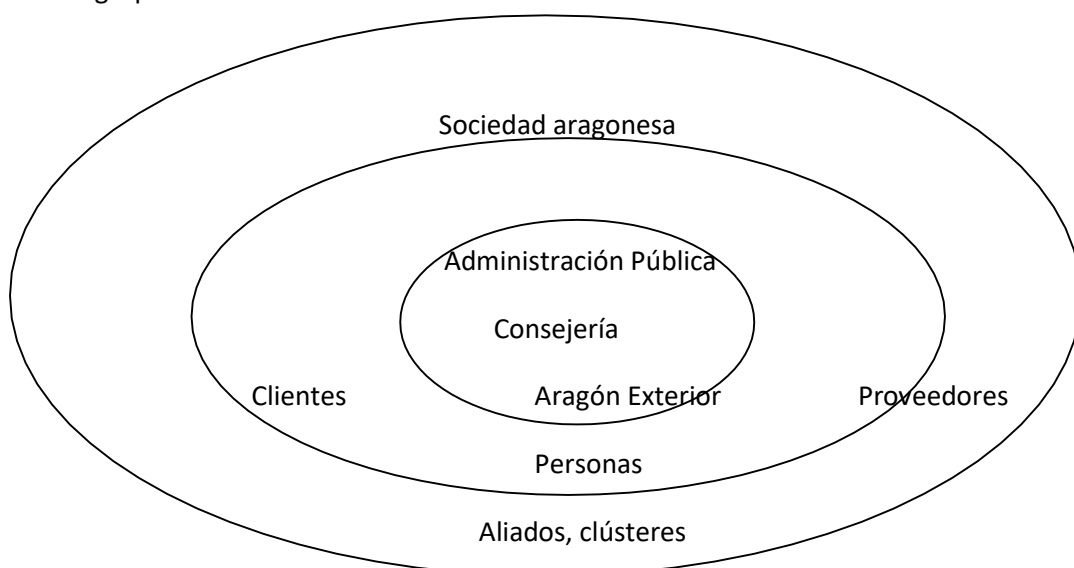 Sociedad aragonesa
Administración Pública
Consejería
Clientes Aragón Exterior Proveedores
Personas
Aliados, clústeres